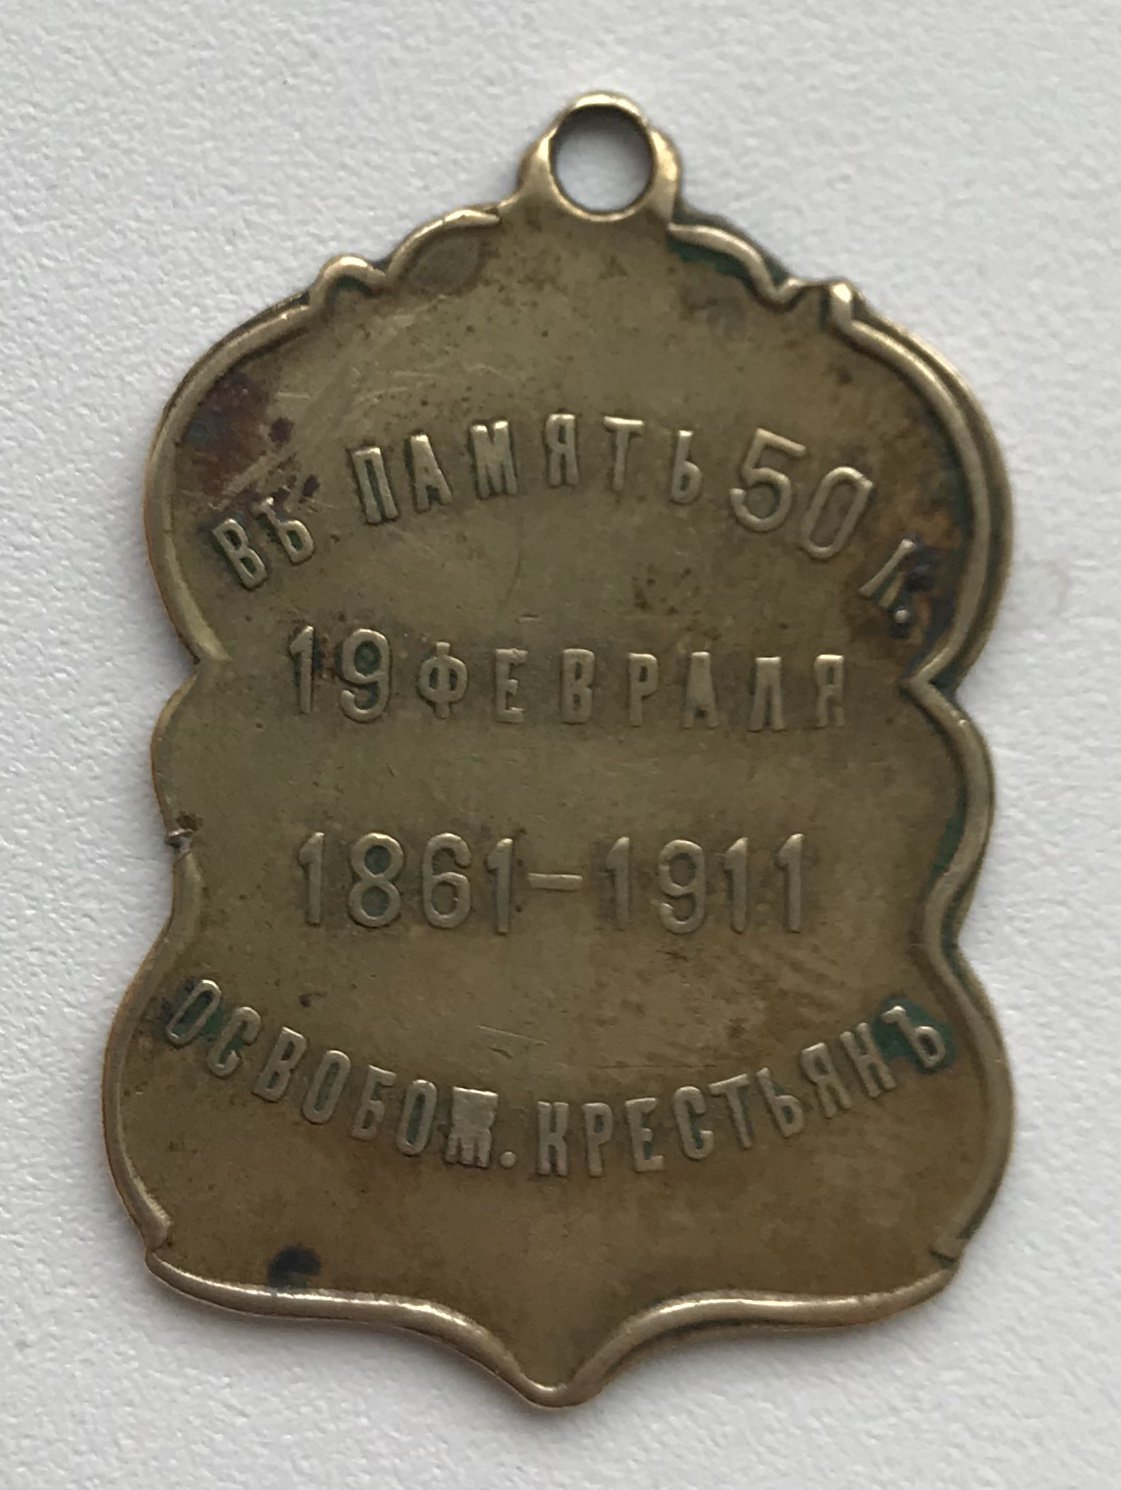 ВЪ ПАМЯТЬ 50 Л.
19 ФЕВРАЛЯ
1861-1911
ОСВОБОЖ. КРЕСТЬЯНЪ